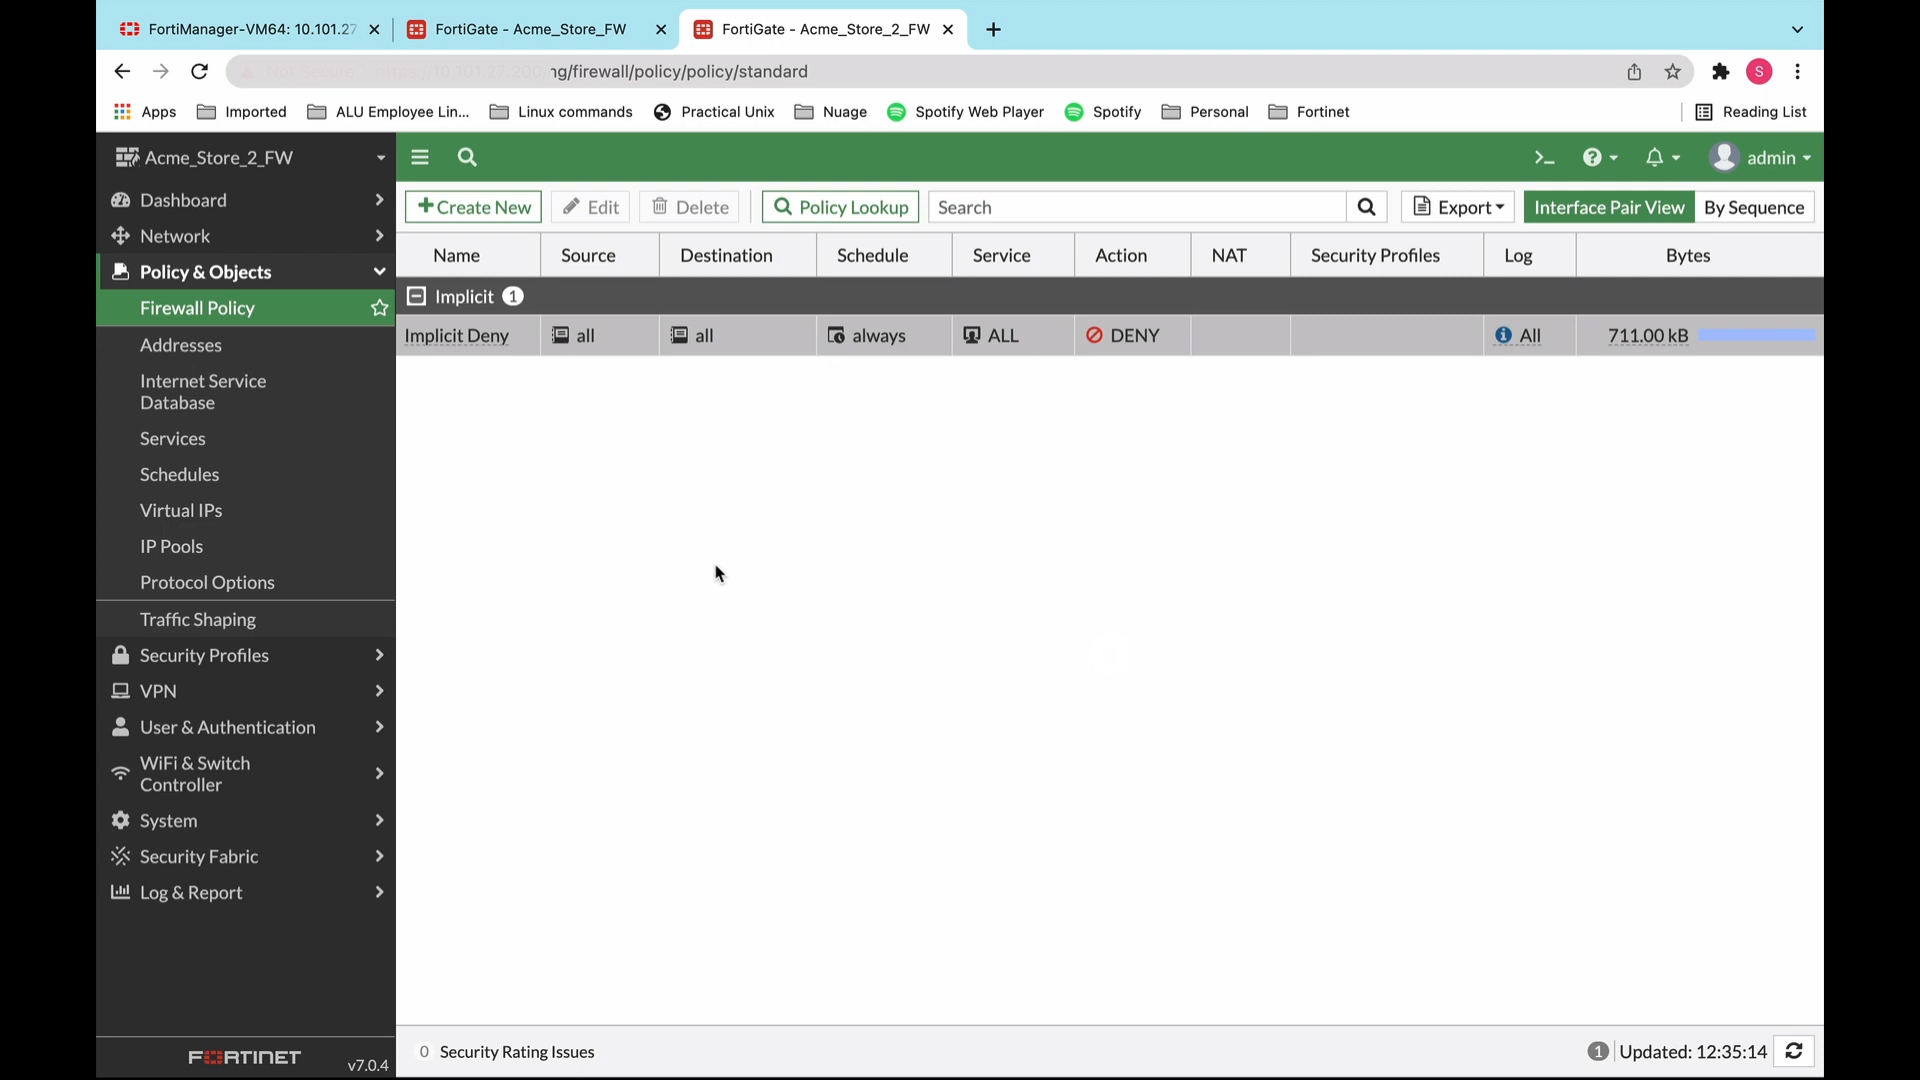 FortiManager-VM64: 10.101.27
FortiGate - Acme_Store_FW
FortiGate - Acme_Store_2_FW
ng/firewall/policy/policy/standard
S
Apps
Imported
ALU Employee Lin...
Linux commands
Practical Unix
Nuage
Spotify Web Player
Spotify
Personal
Fortinet
Reading List
Acme_Store_2_FW
admin
Dashboard
Network
Policy & Objects
Firewall Policy
Addresses
Internet Service
Database
Services
Schedules
Virtual IPs
IP Pools
Protocol Options
Traffic Shaping
Security Profiles
VPN
User & Authentication
WiFi & Switch
Controller
System
Security Fabric
Log & Report
FORTINET
v7.0.4
+Create New
Edit
Delete
Policy Lookup
Search
Export
Interface Pair View
By Sequence
Name Source Destination Schedule Service Action NAT Security Profiles Log Bytes
Implicit 1
Implicit Deny all all always ALL DENY All 711.00 kB
0 Security Rating Issues
1 Updated: 12:35:14